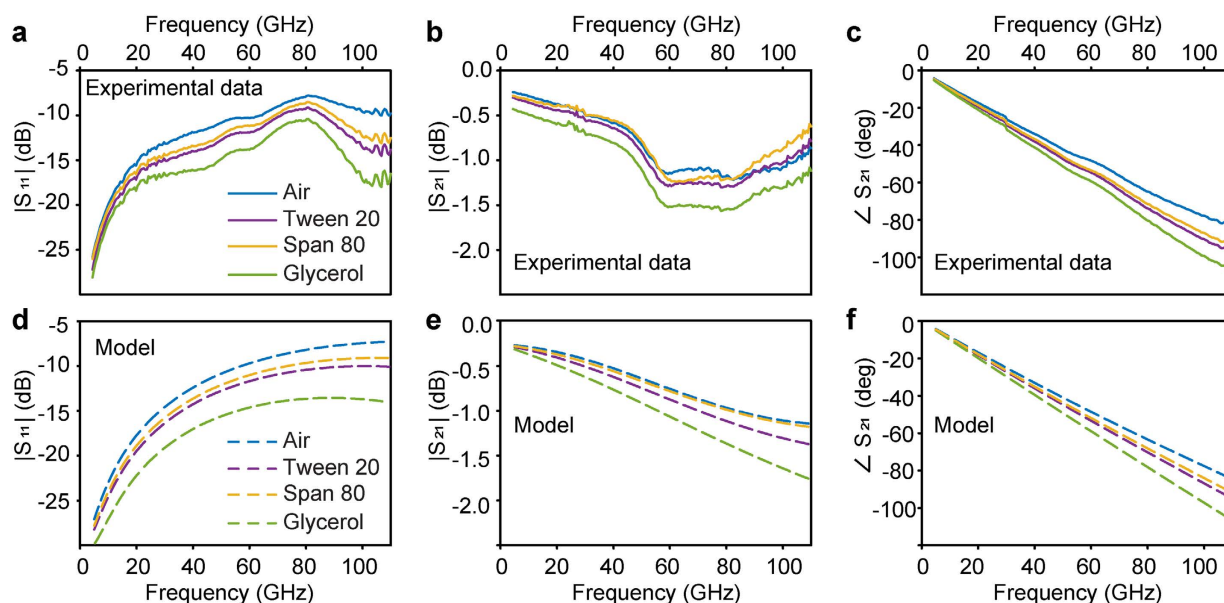 Frequency (GHz)
Frequency (GHz)
Frequency (GHz)
a
b
c
0 20 40 60 80 100
0 20 40 60 80 100
0 20 40 60 80 100
|S₁₁| (dB)
-5
-10
-15
-20
-25
Experimental data
Air
Tween 20
Span 80
Glycerol
|S₂₁| (dB)
0.0
-0.5
-1.0
-1.5
-2.0
Experimental data
∠ S₂₁ (deg)
0
-20
-40
-60
-80
-100
Experimental data
d
e
f
|S₁₁| (dB)
-5
-10
-15
-20
-25
Model
Air
Tween 20
Span 80
Glycerol
0 20 40 60 80 100
Frequency (GHz)
|S₂₁| (dB)
0.0
-0.5
-1.0
-1.5
-2.0
Model
0 20 40 60 80 100
Frequency (GHz)
∠ S₂₁ (deg)
0
-20
-40
-60
-80
-100
Model
0 20 40 60 80 100
Frequency (GHz)